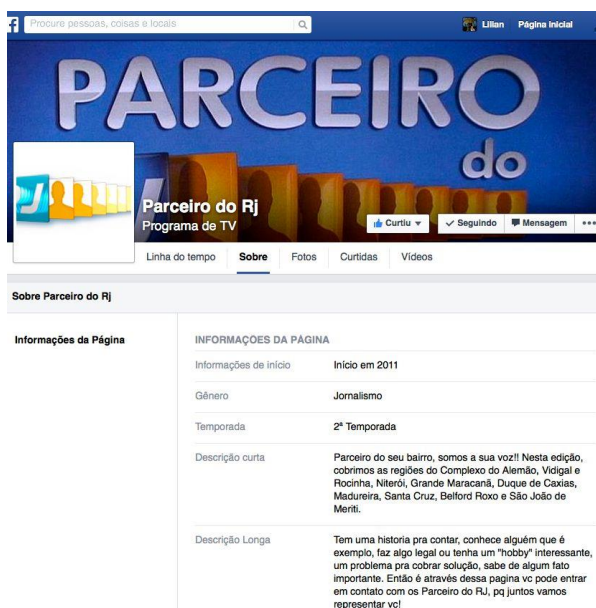 f
Procure pessoas, coisas e locais
Lilian
Página inicial
PARCEIRO
do
J
J
Parceiro do Rj
Programa de TV
Curtiu
Seguindo
Mensagem
Linha do tempo
Sobre
Fotos
Curtidas
Vídeos
Sobre Parceiro do Rj
Informações da Página
INFORMAÇÕES DA PÁGINA
Informações de início
Início em 2011
Gênero
Jornalismo
Temporada
2ª Temporada
Descrição curta
Parceiro do seu bairro, somos a sua voz!! Nesta edição,
cobrimos as regiões do Complexo do Alemão, Vidigal e
Rocinha, Niterói, Grande Maracanã, Duque de Caxias,
Madureira, Santa Cruz, Belford Roxo e São João de
Meriti.
Descrição Longa
Tem uma historia pra contar, conhece alguém que é
exemplo, faz algo legal ou tenha um "hobby" interessante,
um problema pra cobrar solução, sabe de algum fato
importante. Então é através dessa pagina vc pode entrar
em contato com os Parceiro do RJ, pq juntos vamos
representar vc!